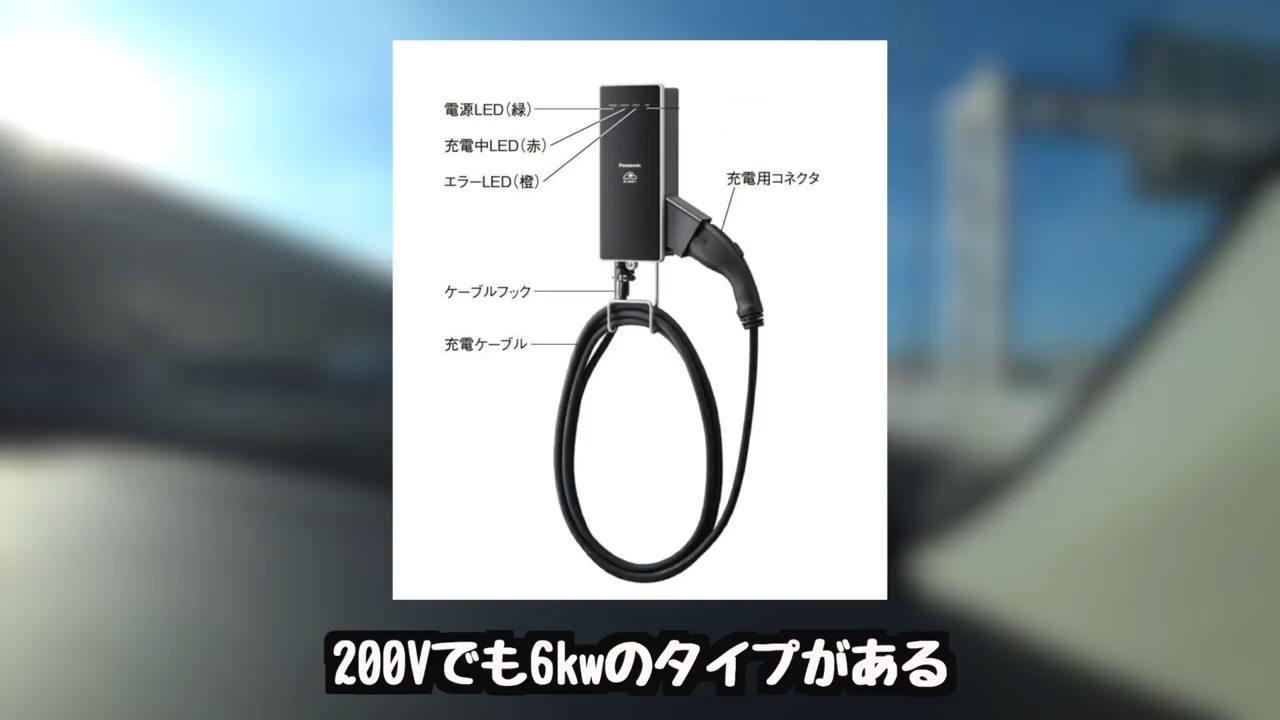 電源LED(緑)
充電中LED(赤)
エラーLED(橙)
Panasonic
充電用コネクタ
ケーブルフック
充電ケーブル
200Vでも6kwのタイプがある